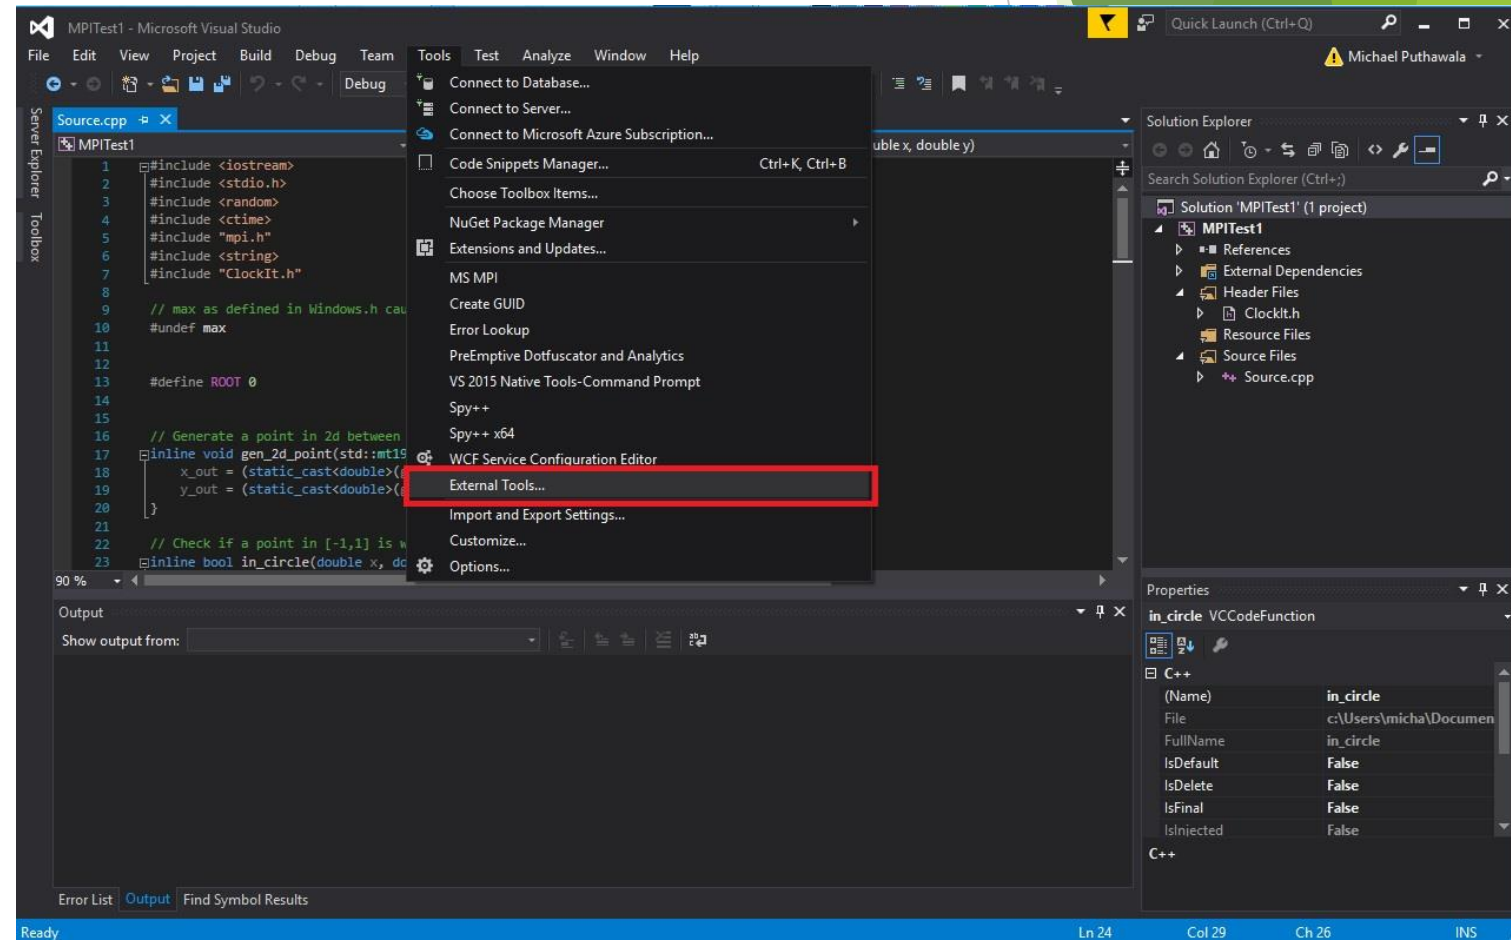 MPITest1 - Microsoft Visual Studio
Quick Launch (Ctrl+Q)
File Edit View Project Build Debug Team Tools Test Analyze Window Help
Michael Puthawala
Debug
Server Explorer
Toolbox
Source.cpp
MPITest1
uble x, double y)
1 #include <iostream>
2 #include <stdio.h>
3 #include <random>
4 #include <ctime>
5 #include "mpi.h"
6 #include <string>
7 #include "ClockIt.h"
8
9 // max as defined in Windows.h cau
10 #undef max
11
12
13 #define ROOT 0
14
15
16 // Generate a point in 2d between
17 inline void gen_2d_point(std::mt19
18 x_out = (static_cast<double>(
19 y_out = (static_cast<double>(
20 }
21
22 // Check if a point in [-1,1] is w
23 inline bool in_circle(double x, do
90 %
Connect to Database...
Connect to Server...
Connect to Microsoft Azure Subscription...
Code Snippets Manager... Ctrl+K, Ctrl+B
Choose Toolbox Items...
NuGet Package Manager
Extensions and Updates...
MS MPI
Create GUID
Error Lookup
PreEmptive Dotfuscator and Analytics
VS 2015 Native Tools-Command Prompt
Spy++
Spy++ x64
WCF Service Configuration Editor
External Tools...
Import and Export Settings...
Customize...
Options...
Output
Show output from:
Error List Output Find Symbol Results
Solution Explorer
Search Solution Explorer (Ctrl+;)
Solution 'MPITest1' (1 project)
MPITest1
References
External Dependencies
Header Files
ClockIt.h
Resource Files
Source Files
Source.cpp
Properties
in_circle VCCodeFunction
C++
(Name) in_circle
File c:\Users\micha\Documen
FullName in_circle
IsDefault False
IsDelete False
IsFinal False
IsInjected False
C++
Ready Ln 24 Col 29 Ch 26 INS